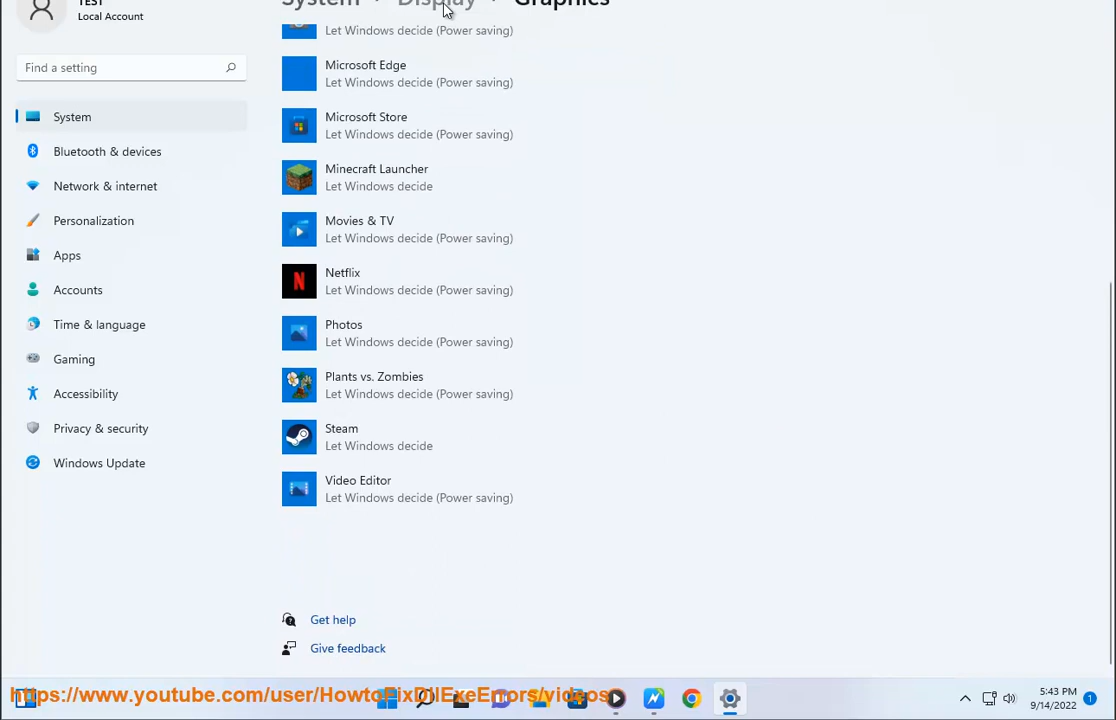 TEST
Local Account
System > Display > Graphics
Find a setting
System
Bluetooth & devices
Network & internet
Personalization
Apps
Accounts
Time & language
Gaming
Accessibility
Privacy & security
Windows Update
Let Windows decide (Power saving)
Microsoft Edge
Let Windows decide (Power saving)
Microsoft Store
Let Windows decide (Power saving)
Minecraft Launcher
Let Windows decide
Movies & TV
Let Windows decide (Power saving)
Netflix
Let Windows decide (Power saving)
Photos
Let Windows decide (Power saving)
Plants vs. Zombies
Let Windows decide (Power saving)
Steam
Let Windows decide
Video Editor
Let Windows decide (Power saving)
Get help
Give feedback
https://www.youtube.com/user/HowtoFixDllExeErrors/videos
5:43 PM
9/14/2022
1